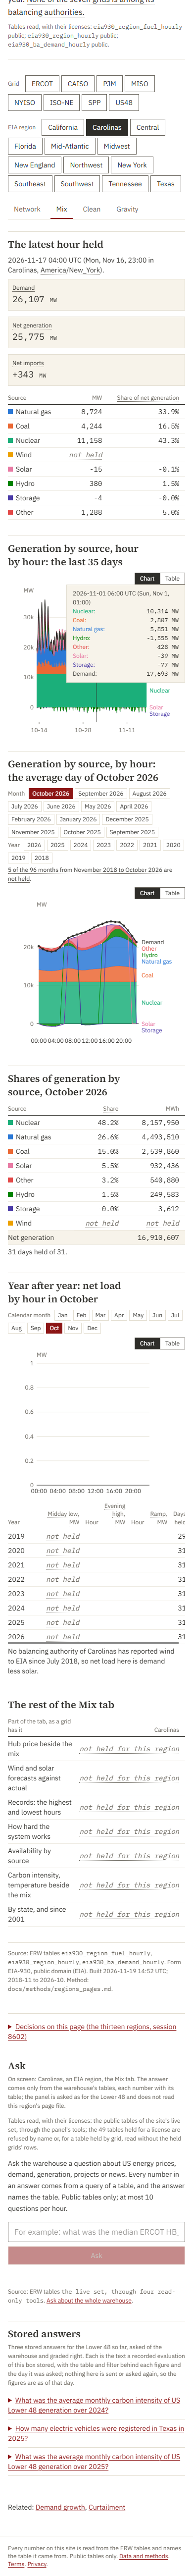 year. None of the seven grids is among its
balancing authorities.
Tables read, with their licenses: eia930_region_fuel_hourly
public; eia930_region_hourly public;
eia930_ba_demand_hourly public.
Grid ERCOT CAISO PJM MISO
NYISO ISO-NE SPP US48
EIA region California Carolinas Central
Florida Mid-Atlantic Midwest
New England Northwest New York
Southeast Southwest Tennessee Texas
Network Mix Clean Gravity
The latest hour held
2026-11-17 04:00 UTC (Mon, Nov 16, 23:00 in
Carolinas, America/New_York).
Demand
26,107 MW
Net generation
25,775 MW
Net imports
+343 MW
Source MW Share of net generation
Natural gas 8,724 33.9%
Coal 4,244 16.5%
Nuclear 11,158 43.3%
Wind not held
Solar -15 -0.1%
Hydro 380 1.5%
Storage -4 -0.0%
Other 1,288 5.0%
Generation by source, hour
by hour: the last 35 days
Chart Table
MW
2026-11-01 06:00 UTC (Sun, Nov 1,
01:00)
Nuclear: 10,314 MW
Coal: 2,807 MW
Natural gas: 5,851 MW
Hydro: -1,555 MW
Other: 428 MW
Solar: -39 MW
Storage: -77 MW
Demand: 17,693 MW
30k
20k
10k
0
Nuclear
Solar
Storage
10-14 10-28 11-11
Generation by source, by hour:
the average day of October 2026
Month October 2026 September 2026 August 2026
July 2026 June 2026 May 2026 April 2026
February 2026 January 2026 December 2025
November 2025 October 2025 September 2025
Year 2026 2025 2024 2023 2022 2021 2020
2019 2018
5 of the 96 months from November 2018 to October 2026 are
not held.
Chart Table
MW
20k
10k
0
Demand
Other
Hydro
Natural gas
Coal
Nuclear
Solar
Storage
00:00 04:00 08:00 12:00 16:00 20:00
Shares of generation by
source, October 2026
Source Share MWh
Nuclear 48.2% 8,157,950
Natural gas 26.6% 4,493,510
Coal 15.0% 2,539,860
Solar 5.5% 932,436
Other 3.2% 540,880
Hydro 1.5% 249,583
Storage -0.0% -3,612
Wind not held not held
Net generation 16,910,607
31 days held of 31.
Year after year: net load
by hour in October
Calendar month Jan Feb Mar Apr May Jun Jul
Aug Sep Oct Nov Dec
Chart Table
MW
1
0.8
0.6
0.4
0.2
0
00:00 04:00 08:00 12:00 16:00 20:00
Year Midday low, MW Hour Evening high, MW Hour Ramp, MW Days held
2019 not held 29
2020 not held 31
2021 not held 31
2022 not held 31
2023 not held 31
2024 not held 31
2025 not held 31
2026 not held 31
No balancing authority of Carolinas has reported wind
to EIA since July 2018, so net load here is demand
less solar.
The rest of the Mix tab
Part of the tab, as a grid
has it Carolinas
Hub price beside the
mix not held for this region
Wind and solar
forecasts against
actual not held for this region
Records: the highest
and lowest hours not held for this region
How hard the
system works not held for this region
Availability by
source not held for this region
Carbon intensity,
temperature beside
the mix not held for this region
By state, and since
2001 not held for this region
Source: ERW tables eia930_region_fuel_hourly,
eia930_region_hourly, eia930_ba_demand_hourly. Form
EIA-930, public domain (EIA). Built 2026-11-19 14:52 UTC;
2018-11 to 2026-10. Method:
docs/methods/regions_pages.md.
Decisions on this page (the thirteen regions, session
8602)
Ask
On screen: Carolinas, an EIA region, the Mix tab. The answer
comes only from the warehouse's tables, each number with its
table; the panel is asked as for the Lower 48 and does not read
this region's page file.
Tables read, with their licenses: the public tables of the site's live
set, through the panel's tools; the 49 tables held for a license are
refused by name or, for a table held by grid, read without the held
grids' rows.
Ask the warehouse a question about US energy prices,
demand, generation, projects or news. Every number in
an answer comes from a query of a table, and the answer
names the table. Public tables only; at most 10
questions per hour.
For example: what was the median ERCOT HB_
Ask
Source: ERW tables the live set, through four read-
only tools. Ask about the whole warehouse.
Stored answers
Three stored answers for the Lower 48 so far, asked of the
warehouse and graded right. Each is the text a recorded evaluation
of this box stored, with the table and filter behind each figure and
the day it was asked; nothing here is sent or asked again, so the
figures are as of that day.
What was the average monthly carbon intensity of US
Lower 48 generation over 2024?
How many electric vehicles were registered in Texas in
2025?
What was the average monthly carbon intensity of US
Lower 48 generation over 2025?
Related: Demand growth, Curtailment
Every number on this site is read from the ERW tables and names
the table it came from. Public tables only. Data and methods.
Terms. Privacy.